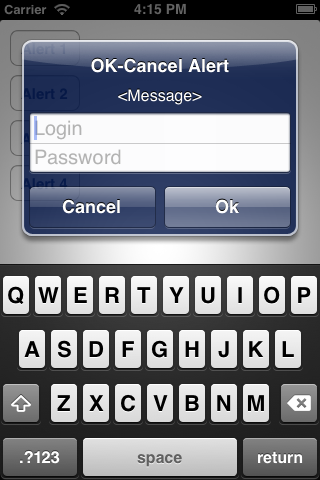 Carrier 4:15 PM
Alert 1
OK-Cancel Alert
Alert 2
<Message>
Login
Password
Alert 4
Cancel Ok
Q W E R T Y U I O P
A S D F G H J K L
Z X C V B N M
.?123 space return